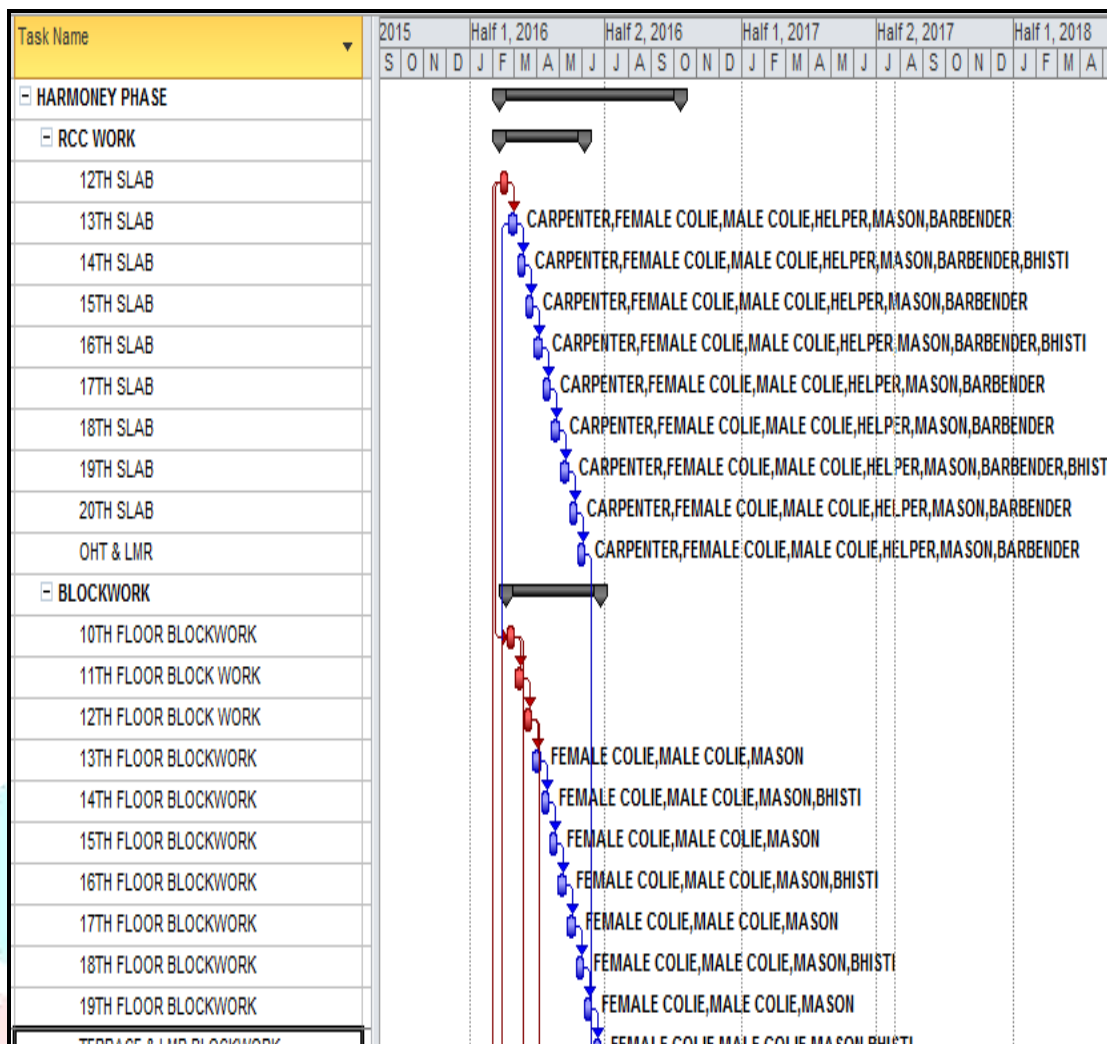 Task Name
2015 Half 1, 2016 Half 2, 2016 Half 1, 2017 Half 2, 2017 Half 1, 2018
S O N D J F M A M J J A S O N D J F M A M J J A S O N D J F M A
HARMONEY PHASE
RCC WORK
12TH SLAB
13TH SLAB CARPENTER,FEMALE COLIE,MALE COLIE,HELPER,MASON,BARBENDER
14TH SLAB CARPENTER,FEMALE COLIE,MALE COLIE,HELPER,MASON,BARBENDER,BHISTI
15TH SLAB CARPENTER,FEMALE COLIE,MALE COLIE,HELPER,MASON,BARBENDER
16TH SLAB CARPENTER,FEMALE COLIE,MALE COLIE,HELPER,MASON,BARBENDER,BHISTI
17TH SLAB CARPENTER,FEMALE COLIE,MALE COLIE,HELPER,MASON,BARBENDER
18TH SLAB CARPENTER,FEMALE COLIE,MALE COLIE,HELPER,MASON,BARBENDER
19TH SLAB CARPENTER,FEMALE COLIE,MALE COLIE,HELPER,MASON,BARBENDER,BHIST
20TH SLAB CARPENTER,FEMALE COLIE,MALE COLIE,HELPER,MASON,BARBENDER
OHT & LMR CARPENTER,FEMALE COLIE,MALE COLIE,HELPER,MASON,BARBENDER
BLOCKWORK
10TH FLOOR BLOCKWORK
11TH FLOOR BLOCK WORK
12TH FLOOR BLOCK WORK
13TH FLOOR BLOCKWORK FEMALE COLIE,MALE COLIE,MASON
14TH FLOOR BLOCKWORK FEMALE COLIE,MALE COLIE,MASON,BHISTI
15TH FLOOR BLOCKWORK FEMALE COLIE,MALE COLIE,MASON
16TH FLOOR BLOCKWORK FEMALE COLIE,MALE COLIE,MASON,BHISTI
17TH FLOOR BLOCKWORK FEMALE COLIE,MALE COLIE,MASON
18TH FLOOR BLOCKWORK FEMALE COLIE,MALE COLIE,MASON,BHISTI
19TH FLOOR BLOCKWORK FEMALE COLIE,MALE COLIE,MASON
TERRACE & LMR BLOCKWORK FEMALE COLIE,MALE COLIE,MASON,BHISTI